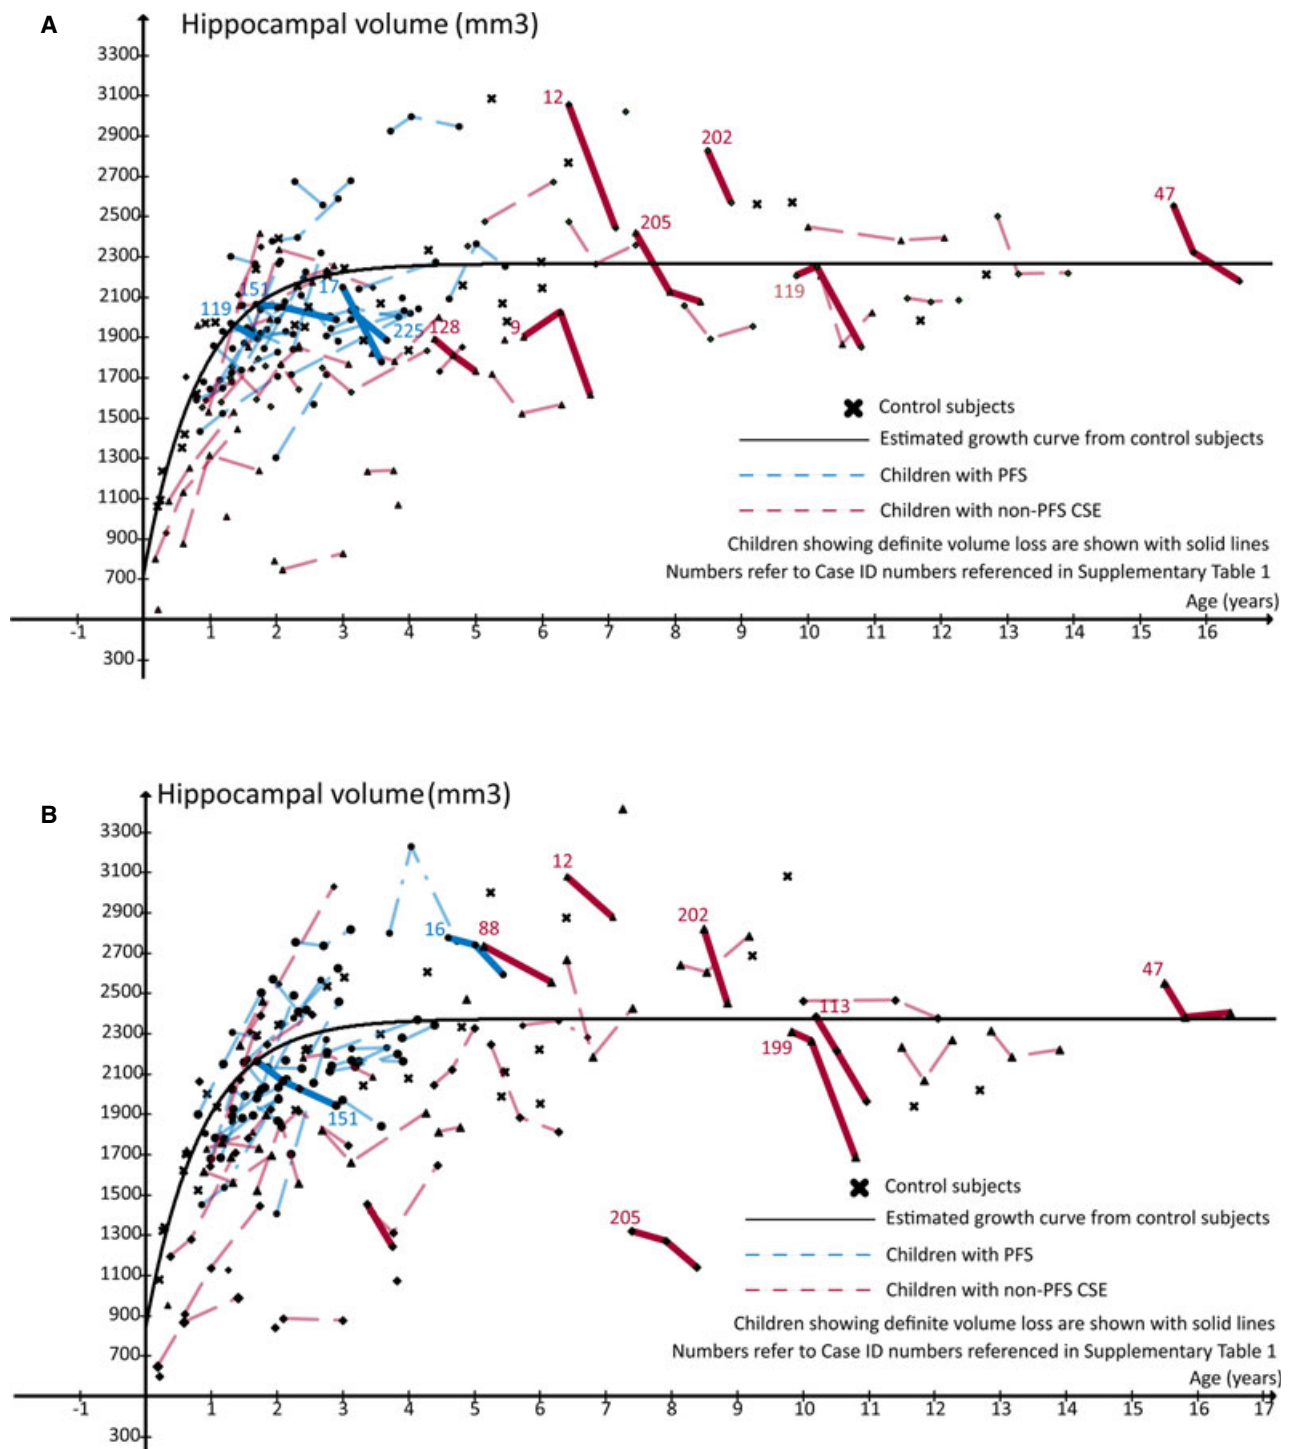 A
Hippocampal volume (mm3)
3300
3100
2900
2700
2500
2300
2100
1900
1700
1500
1300
1100
900
700
300
12
202
47
205
17
151
119
119
225
128
9
Control subjects
Estimated growth curve from control subjects
Children with PFS
Children with non-PFS CSE
Children showing definite volume loss are shown with solid lines
Numbers refer to Case ID numbers referenced in Supplementary Table 1
Age (years)
-1 1 2 3 4 5 6 7 8 9 10 11 12 13 14 15 16
B
Hippocampal volume (mm3)
3300
3100
2900
2700
2500
2300
2100
1900
1700
1500
1300
1100
900
700
300
12
16
88
202
47
113
199
151
205
Control subjects
Estimated growth curve from control subjects
Children with PFS
Children with non-PFS CSE
Children showing definite volume loss are shown with solid lines
Numbers refer to Case ID numbers referenced in Supplementary Table 1
Age (years)
-1 1 2 3 4 5 6 7 8 9 10 11 12 13 14 15 16 17